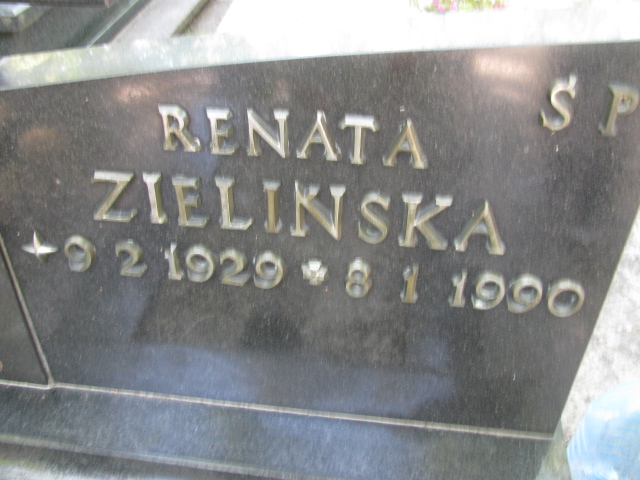 S P
RENATA
ZIELIŃSKA
9 2 1929 8 1 1990